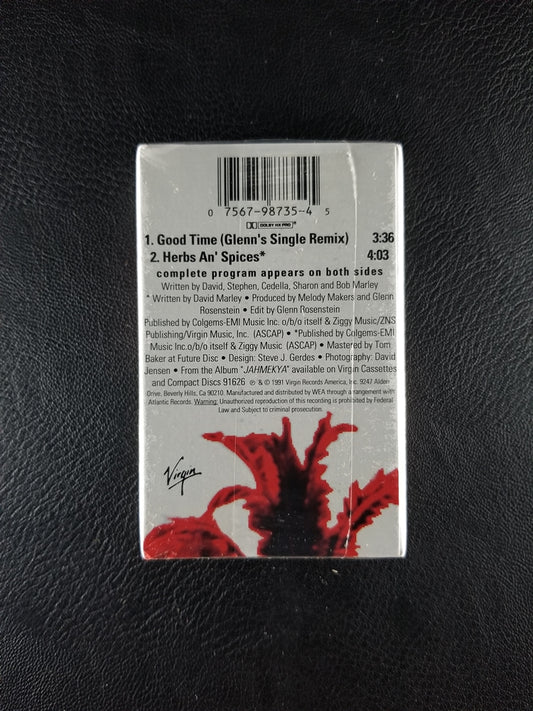 0 7567-98735-4 5
DOLBY HX PRO *
1. Good Time (Glenn's Single Remix) 3:36
2. Herbs An' Spices* 4:03
complete program appears on both sides
Written by David, Stephen, Cedella, Sharon and Bob Marley
* Written by David Marley • Produced by Melody Makers and Glenn
Rosenstein • Edit by Glenn Rosenstein
Published by Colgems-EMI Music Inc. o/b/o itself & Ziggy Music/ZNS
Publishing/Virgin Music, Inc. (ASCAP) • *Published by Colgems-EMI
Music Inc.o/b/o itself & Ziggy Music (ASCAP) • Mastered by Tom
Baker at Future Disc • Design: Steve J. Gerdes • Photography: David
Jensen • From the Album "JAHMEKYA" available on Virgin Cassettes
and Compact Discs 91626 ℗ & © 1991 Virgin Records America, Inc. 9247 Alden
Drive, Beverly Hills, Ca 90210. Manufactured and distributed by WEA through arrangement with
Atlantic Records. Warning: Unauthorized reproduction of this recording is prohibited by Federal
Law and Subject to criminal prosecution.
Virgin